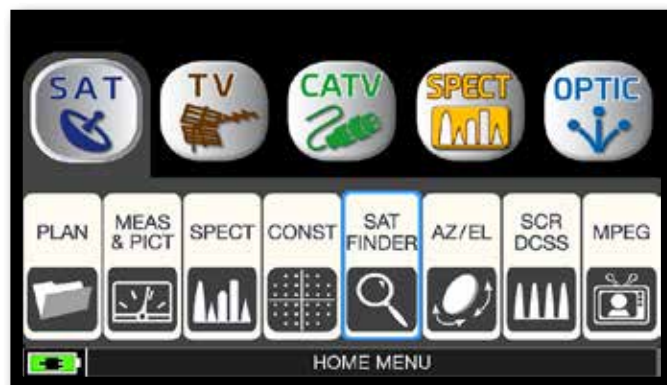 SAT
TV
CATV
SPECT
OPTIC
PLAN
MEAS
& PICT
SPECT
CONST
SAT
FINDER
AZ/EL
SCR
DCSS
MPEG
HOME MENU